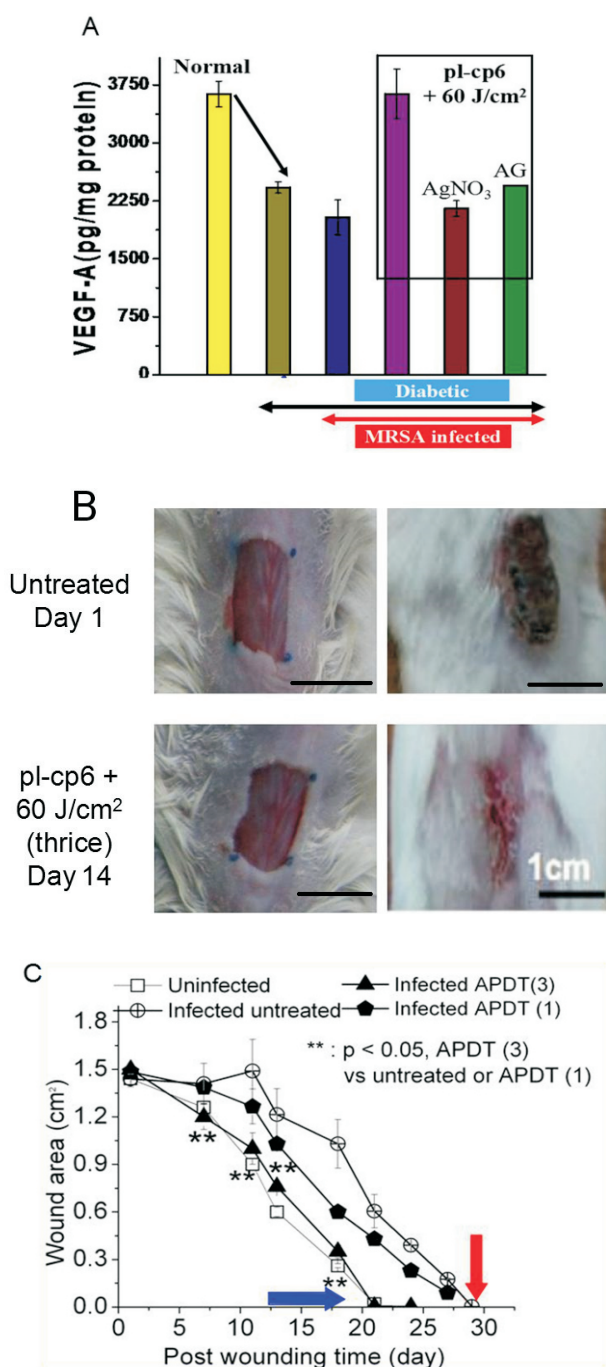 A
Normal
pl-cp6
+ 60 J/cm²
AgNO₃
AG
VEGF-A(pg/mg protein)
3750
3000
2250
1500
750
0
Diabetic
MRSA infected
B
Untreated
Day 1
pl-cp6 +
60 J/cm²
(thrice)
Day 14
1cm
C
Uninfected
Infected APDT(3)
Infected untreated
Infected APDT (1)
** : p < 0.05, APDT (3)
vs untreated or APDT (1)
**
**
**
**
Wound area (cm²)
1.8
1.5
1.2
0.9
0.6
0.3
0.0
0 5 10 15 20 25 30
Post wounding time (day)